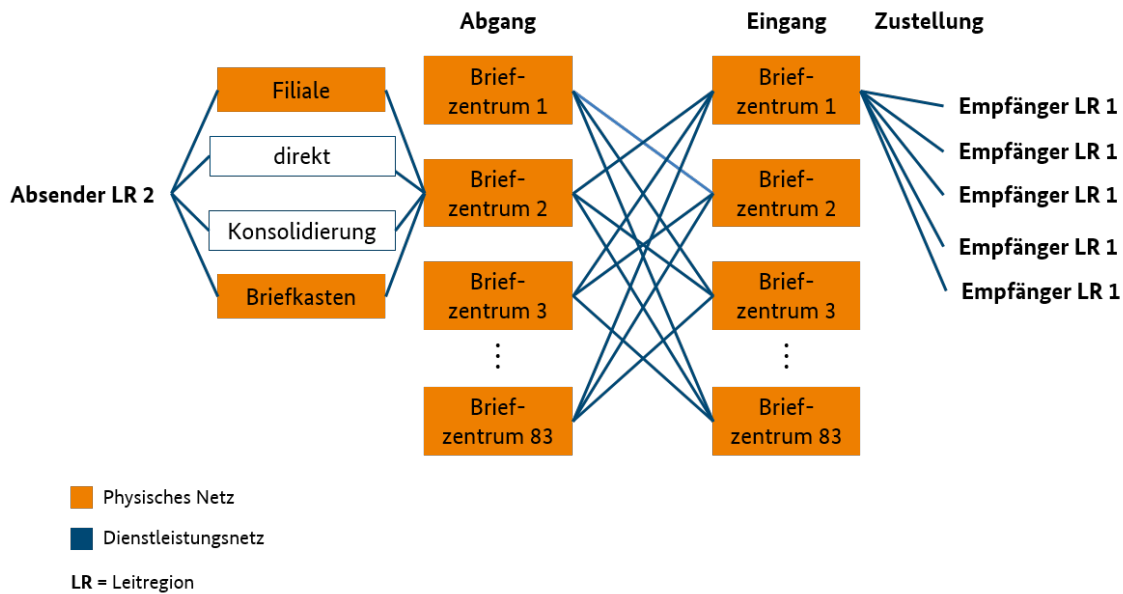 Abgang
Eingang
Zustellung
Absender LR 2
Filiale
direkt
Konsolidierung
Briefkasten
Brief-
zentrum 1
Brief-
zentrum 2
Brief-
zentrum 3
⋮
Brief-
zentrum 83
Brief-
zentrum 1
Brief-
zentrum 2
Brief-
zentrum 3
⋮
Brief-
zentrum 83
Empfänger LR 1
Empfänger LR 1
Empfänger LR 1
Empfänger LR 1
Empfänger LR 1
Physisches Netz
Dienstleistungsnetz
LR = Leitregion